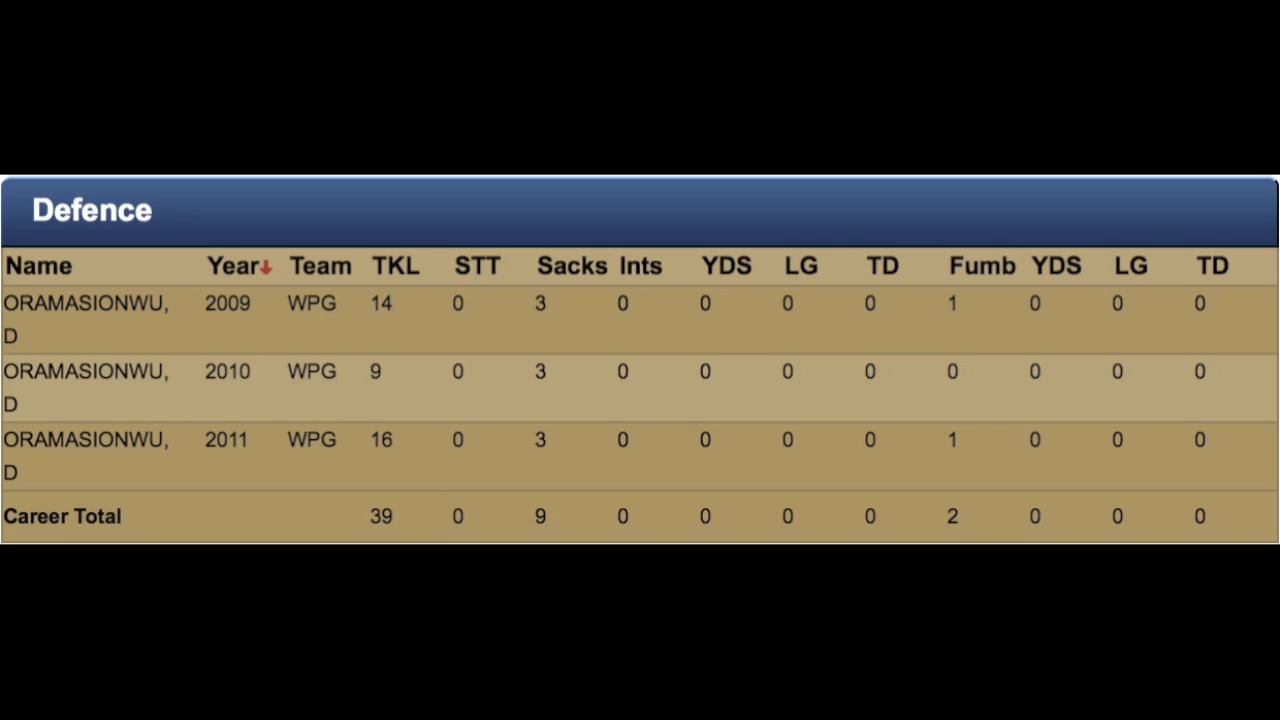 Defence
Name Year↓ Team TKL STT Sacks Ints YDS LG TD Fumb YDS LG TD
ORAMASIONWU, 2009 WPG 14 0 3 0 0 0 0 1 0 0 0
D
ORAMASIONWU, 2010 WPG 9 0 3 0 0 0 0 0 0 0 0
D
ORAMASIONWU, 2011 WPG 16 0 3 0 0 0 0 1 0 0 0
D
Career Total 39 0 9 0 0 0 0 2 0 0 0